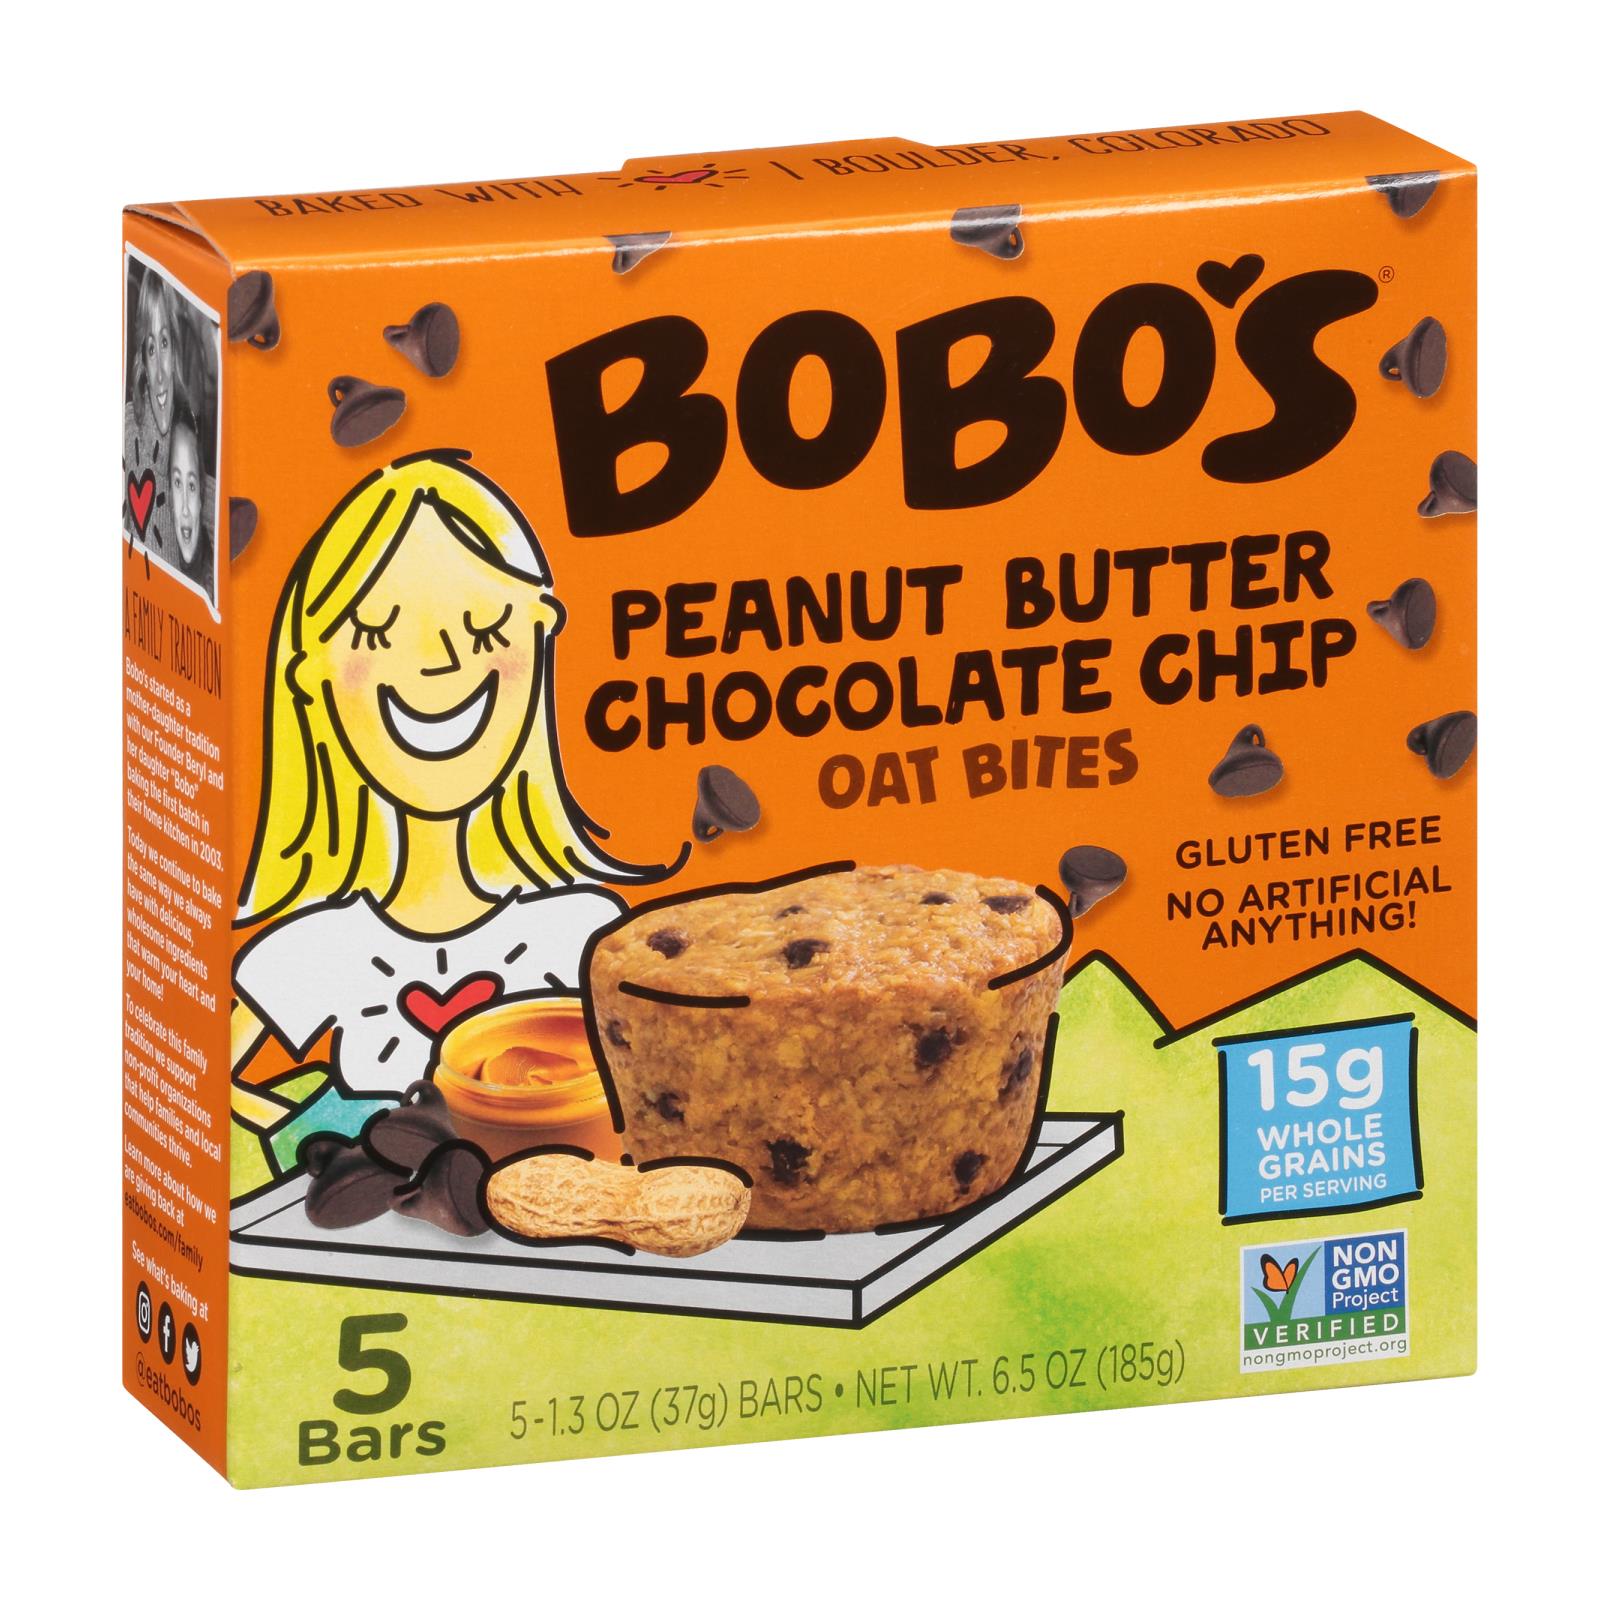 BAKED WITH | BOULDER, COLORADO
BOBO'S®
PEANUT BUTTER
CHOCOLATE CHIP
OAT BITES
GLUTEN FREE
NO ARTIFICIAL
ANYTHING!
15g
WHOLE
GRAINS
PER SERVING
NON
GMO
Project
VERIFIED
nongmoproject.org
5
Bars
5-1.3 OZ (37g) BARS • NET WT. 6.5 OZ (185g)
A FAMILY TRADITION
Bobo's started as a
mother-daughter tradition
with our Founder Beryl and
her daughter "Bobo"
baking the first batch in
their home kitchen in 2003.
Today we continue to bake
the same way we always
have with delicious,
wholesome ingredients
that warm your heart and
your home!
To celebrate this family
tradition we support
non-profit organizations
that help families and local
communities thrive.
Learn more about how we
are giving back at
eatbobos.com/family
See what's baking at
@eatbobos